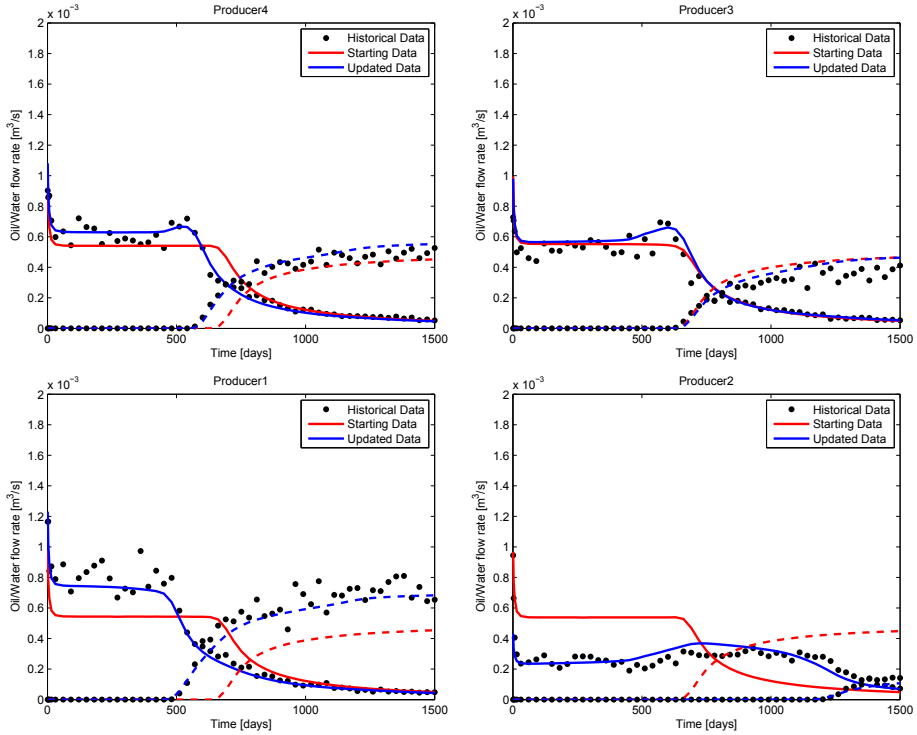 Producer4
x 10⁻³
2
1.8
1.6
1.4
1.2
1
0.8
0.6
0.4
0.2
0
Oil/Water flow rate [m³/s]
Historical Data
Starting Data
Updated Data
0 500 1000 1500
Time [days]
Producer3
x 10⁻³
2
1.8
1.6
1.4
1.2
1
0.8
0.6
0.4
0.2
0
Oil/Water flow rate [m³/s]
Historical Data
Starting Data
Updated Data
0 500 1000 1500
Time [days]
Producer1
x 10⁻³
2
1.8
1.6
1.4
1.2
1
0.8
0.6
0.4
0.2
0
Oil/Water flow rate [m³/s]
Historical Data
Starting Data
Updated Data
0 500 1000 1500
Time [days]
Producer2
x 10⁻³
2
1.8
1.6
1.4
1.2
1
0.8
0.6
0.4
0.2
0
Oil/Water flow rate [m³/s]
Historical Data
Starting Data
Updated Data
0 500 1000 1500
Time [days]